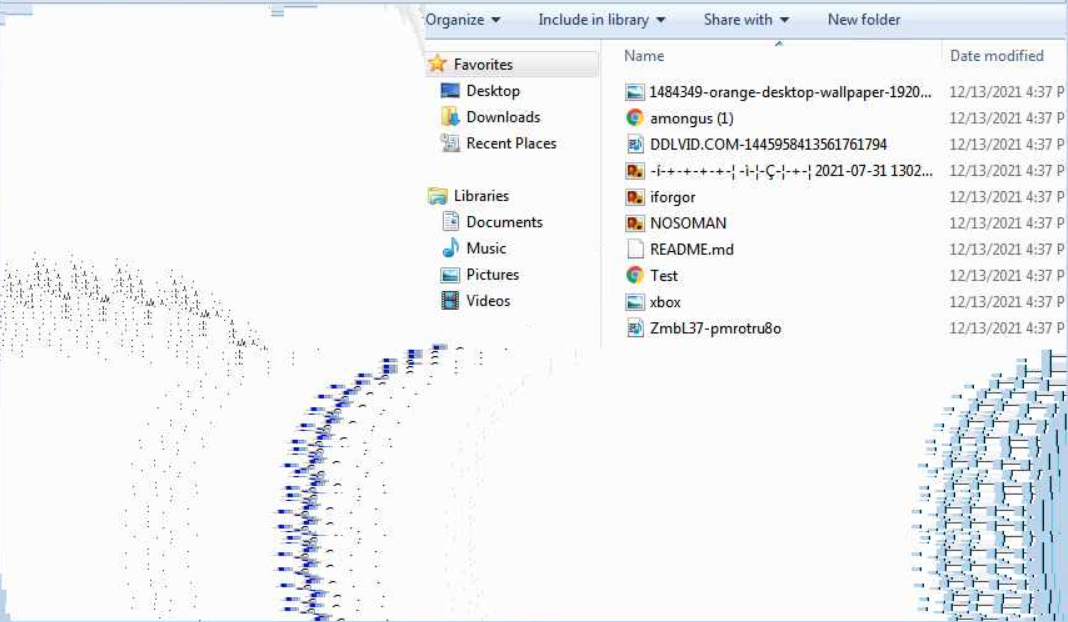 Organize Include in library Share with New folder
Name Date modified
Favorites
Desktop
Downloads
Recent Places
Libraries
Documents
Music
Pictures
Videos
1484349-orange-desktop-wallpaper-1920... 12/13/2021 4:37 P
amongus (1) 12/13/2021 4:37 P
DDLVID.COM-1445958413561761794 12/13/2021 4:37 P
-í-+-+-+-+-¦ -ì-¦-Ç-¦-+-¦ 2021-07-31 1302... 12/13/2021 4:37 P
iforgor 12/13/2021 4:37 P
NOSOMAN 12/13/2021 4:37 P
README.md 12/13/2021 4:37 P
Test 12/13/2021 4:37 P
xbox 12/13/2021 4:37 P
ZmbL37-pmrotru8o 12/13/2021 4:37 P